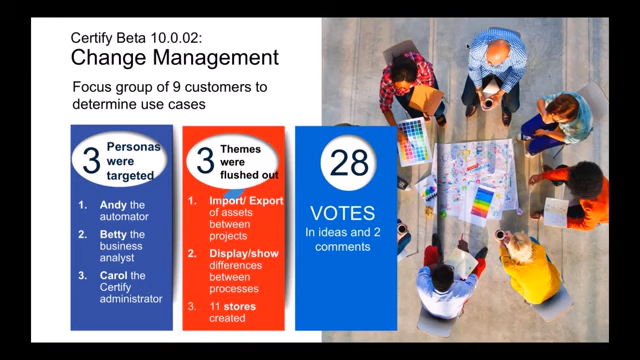 Certify Beta 10.0.02:
Change Management
Focus group of 9 customers to
determine use cases
3 Personas
were
targeted
1. Andy the
automator
2. Betty the
business
analyst
3. Carol the
Certify
administrator
3 Themes
were
flushed out
1. Import/ Export
of assets
between
projects
2. Display/show
differences
between
processes
3. 11 stores
created
28
VOTES
In ideas and 2
comments